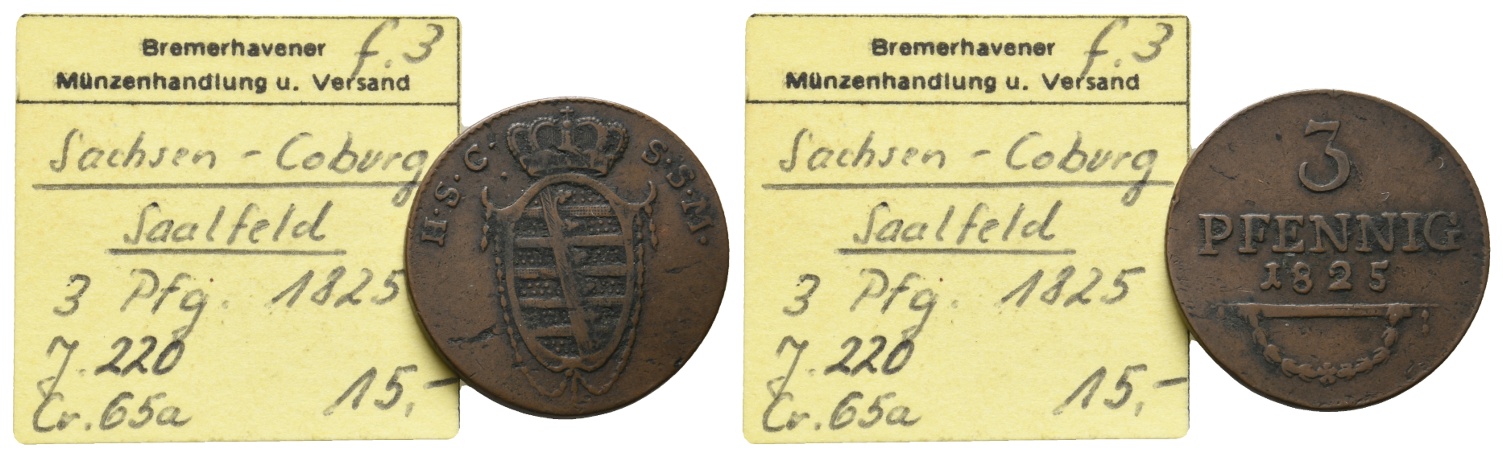 Bremerhavener f. 3
Münzenhandlung u. Versand
Sachsen - Coburg
Saalfeld
3 Pfg. 1825
J. 220
Cr. 65a 15,-
H·S·C· S·S·M·
Bremerhavener f. 3
Münzenhandlung u. Versand
Sachsen - Coburg
Saalfeld
3 Pfg. 1825
J. 220
Cr. 65a 15,-
3
PFENNIG
1825